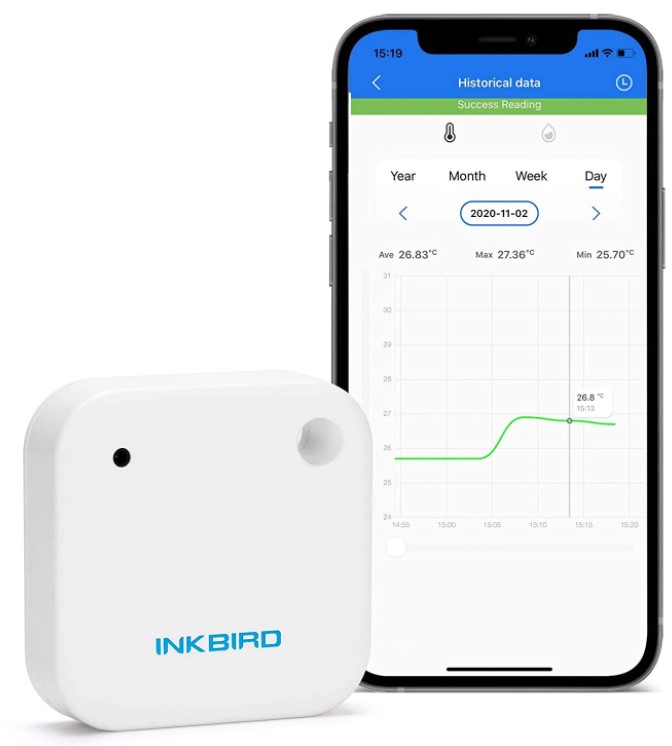 15:19
Historical data
Success Reading
Year Month Week Day
2020-11-02
Ave 26.83°C Max 27.36°C Min 25.70°C
31
30
29
28
27
26
25
24
26.8 °C
15:13
14:55 15:00 15:05 15:10 15:15 15:20
INKBIRD